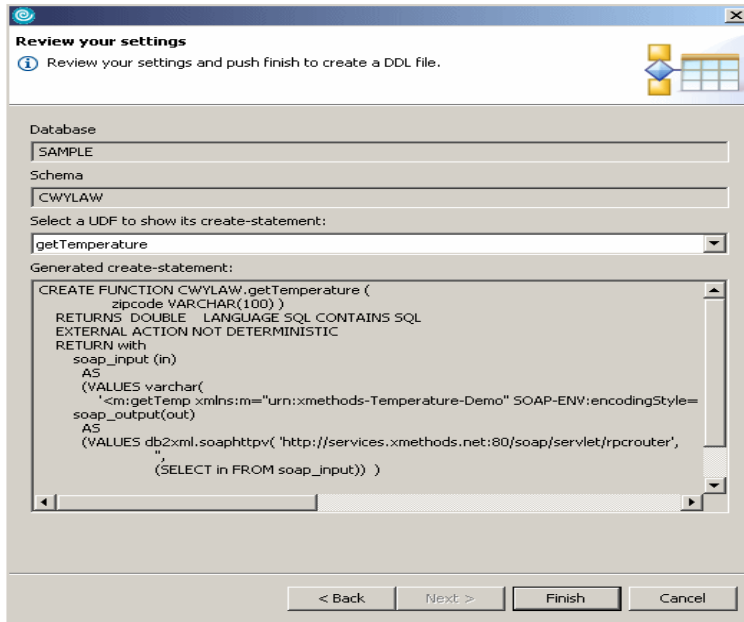 Review your settings
Review your settings and push finish to create a DDL file.
Database
SAMPLE
Schema
CWYLAW
Select a UDF to show its create-statement:
getTemperature
Generated create-statement:
CREATE FUNCTION CWYLAW.getTemperature (
zipcode VARCHAR(100) )
RETURNS DOUBLE LANGUAGE SQL CONTAINS SQL
EXTERNAL ACTION NOT DETERMINISTIC
RETURN with
soap_input (in)
AS
(VALUES varchar(
'<m:getTemp xmlns:m="urn:xmethods-Temperature-Demo" SOAP-ENV:encodingStyle=
soap_output(out)
AS
(VALUES db2xml.soaphttpv( 'http://services.xmethods.net:80/soap/servlet/rpcrouter',
'',
(SELECT in FROM soap_input)) )
< Back Next > Finish Cancel